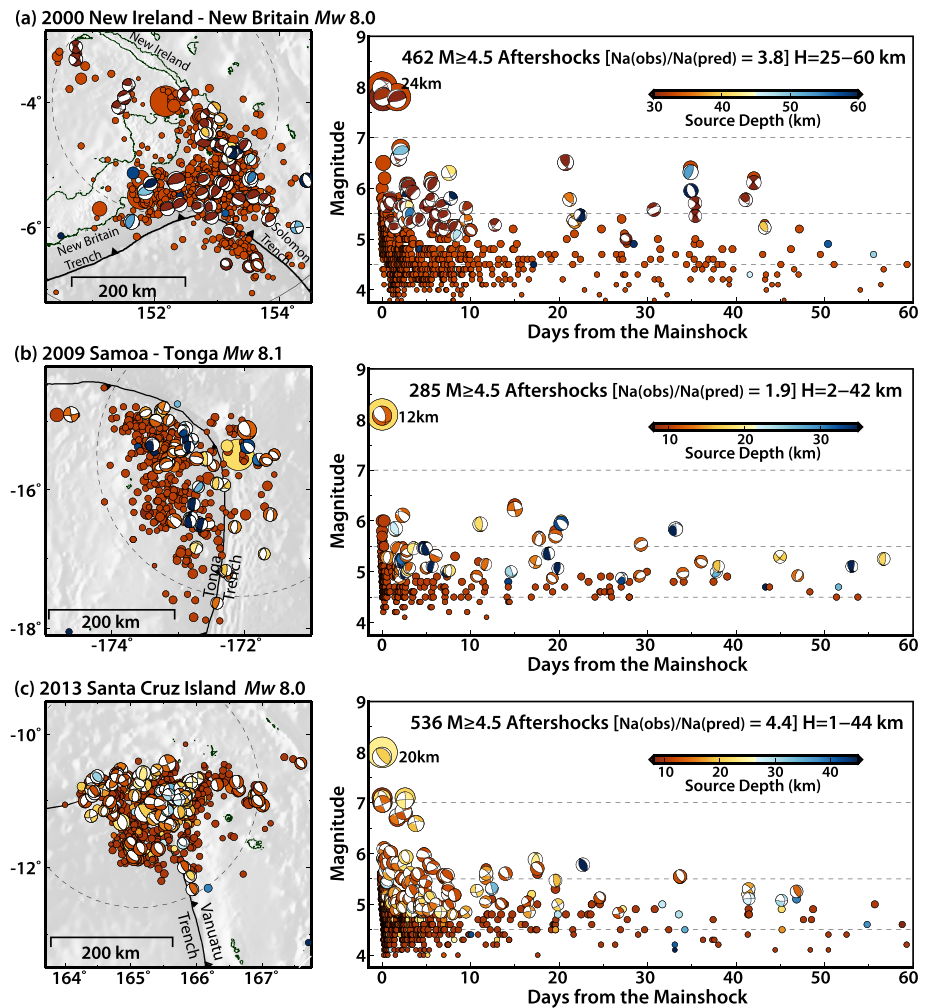 (a) 2000 New Ireland - New Britain Mw 8.0
New Ireland
-4°
-6°
New Britain
Trench
Solomon
Trench
200 km
152°
154°
462 M≥4.5 Aftershocks [Na(obs)/Na(pred) = 3.8] H=25−60 km
24km
30 40 50 60
Source Depth (km)
Magnitude
9
8
7
6
5
4
0 10 20 30 40 50 60
Days from the Mainshock
(b) 2009 Samoa - Tonga Mw 8.1
-16°
-18°
Tonga
Trench
200 km
-174°
-172°
285 M≥4.5 Aftershocks [Na(obs)/Na(pred) = 1.9] H=2−42 km
12km
10 20 30
Source Depth (km)
Magnitude
9
8
7
6
5
4
0 10 20 30 40 50 60
Days from the Mainshock
(c) 2013 Santa Cruz Island Mw 8.0
-10°
-12°
Vanuatu
Trench
200 km
164° 165° 166° 167°
536 M≥4.5 Aftershocks [Na(obs)/Na(pred) = 4.4] H=1−44 km
20km
10 20 30 40
Source Depth (km)
Magnitude
9
8
7
6
5
4
0 10 20 30 40 50 60
Days from the Mainshock